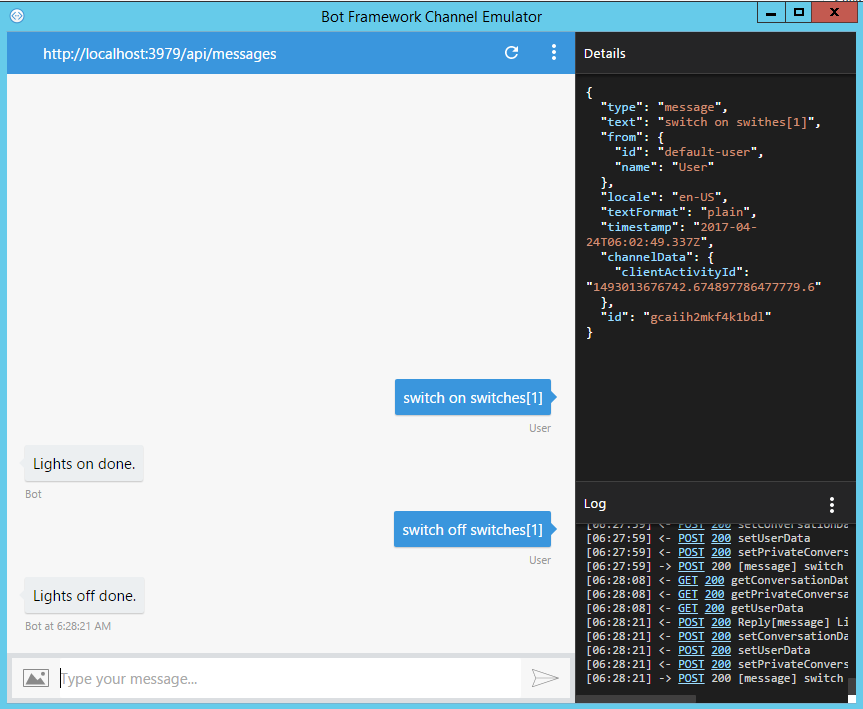 Bot Framework Channel Emulator
http://localhost:3979/api/messages
switch on switches[1]
User
Lights on done.
Bot
switch off switches[1]
User
Lights off done.
Bot at 6:28:21 AM
Type your message...
Details
{
"type": "message",
"text": "switch on swithes[1]",
"from": {
"id": "default-user",
"name": "User"
},
"locale": "en-US",
"textFormat": "plain",
"timestamp": "2017-04-
24T06:02:49.337Z",
"channelData": {
"clientActivityId":
"1493013676742.674897786477779.6"
},
"id": "gcaiih2mkf4k1bdl"
}
Log
[06:27:59] <- POST 200 setConversationDa
[06:27:59] <- POST 200 setUserData
[06:27:59] <- POST 200 setPrivateConvers
[06:27:59] -> POST 200 [message] switch
[06:28:08] <- GET 200 getConversationDat
[06:28:08] <- GET 200 getPrivateConversa
[06:28:08] <- GET 200 getUserData
[06:28:21] <- POST 200 Reply[message] Li
[06:28:21] <- POST 200 setConversationDa
[06:28:21] <- POST 200 setUserData
[06:28:21] <- POST 200 setPrivateConvers
[06:28:21] -> POST 200 [message] switch